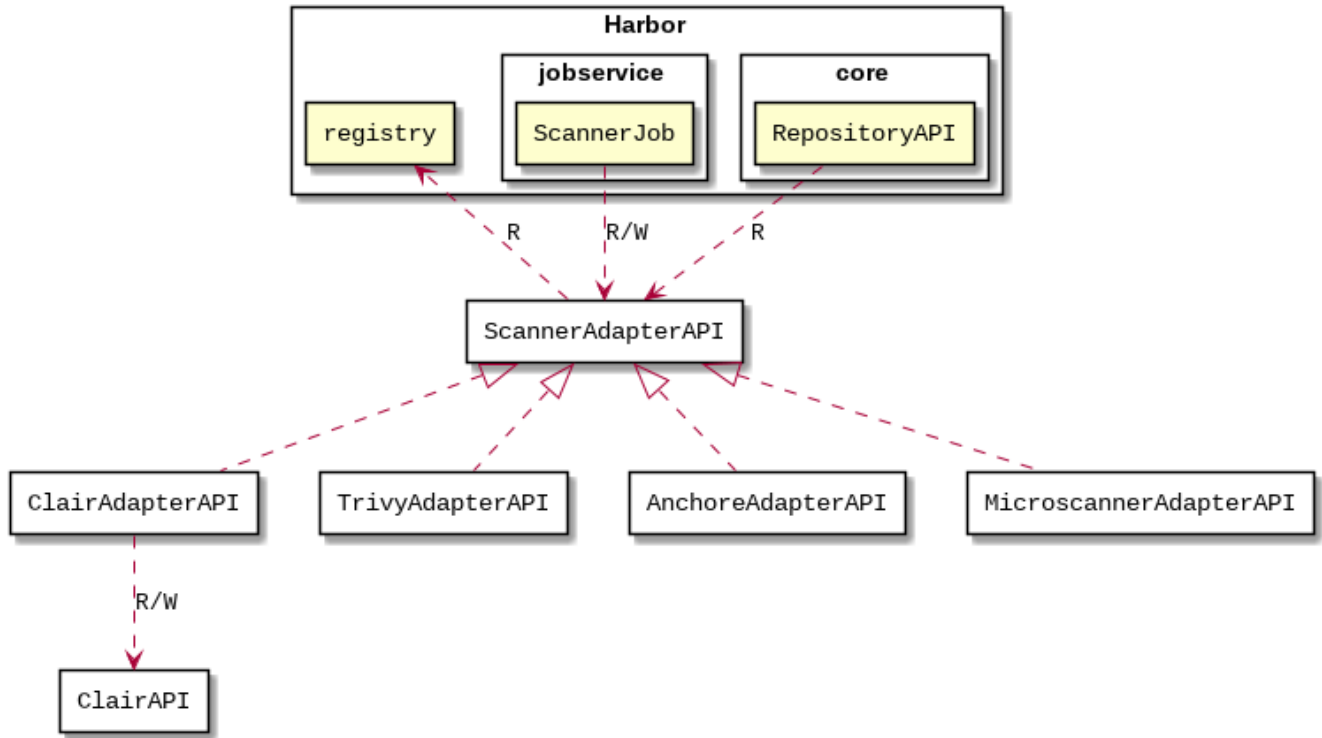 Harbor
jobservice
core
registry
ScannerJob
RepositoryAPI
R
R/W
R
ScannerAdapterAPI
ClairAdapterAPI
TrivyAdapterAPI
AnchoreAdapterAPI
MicroscannerAdapterAPI
R/W
ClairAPI